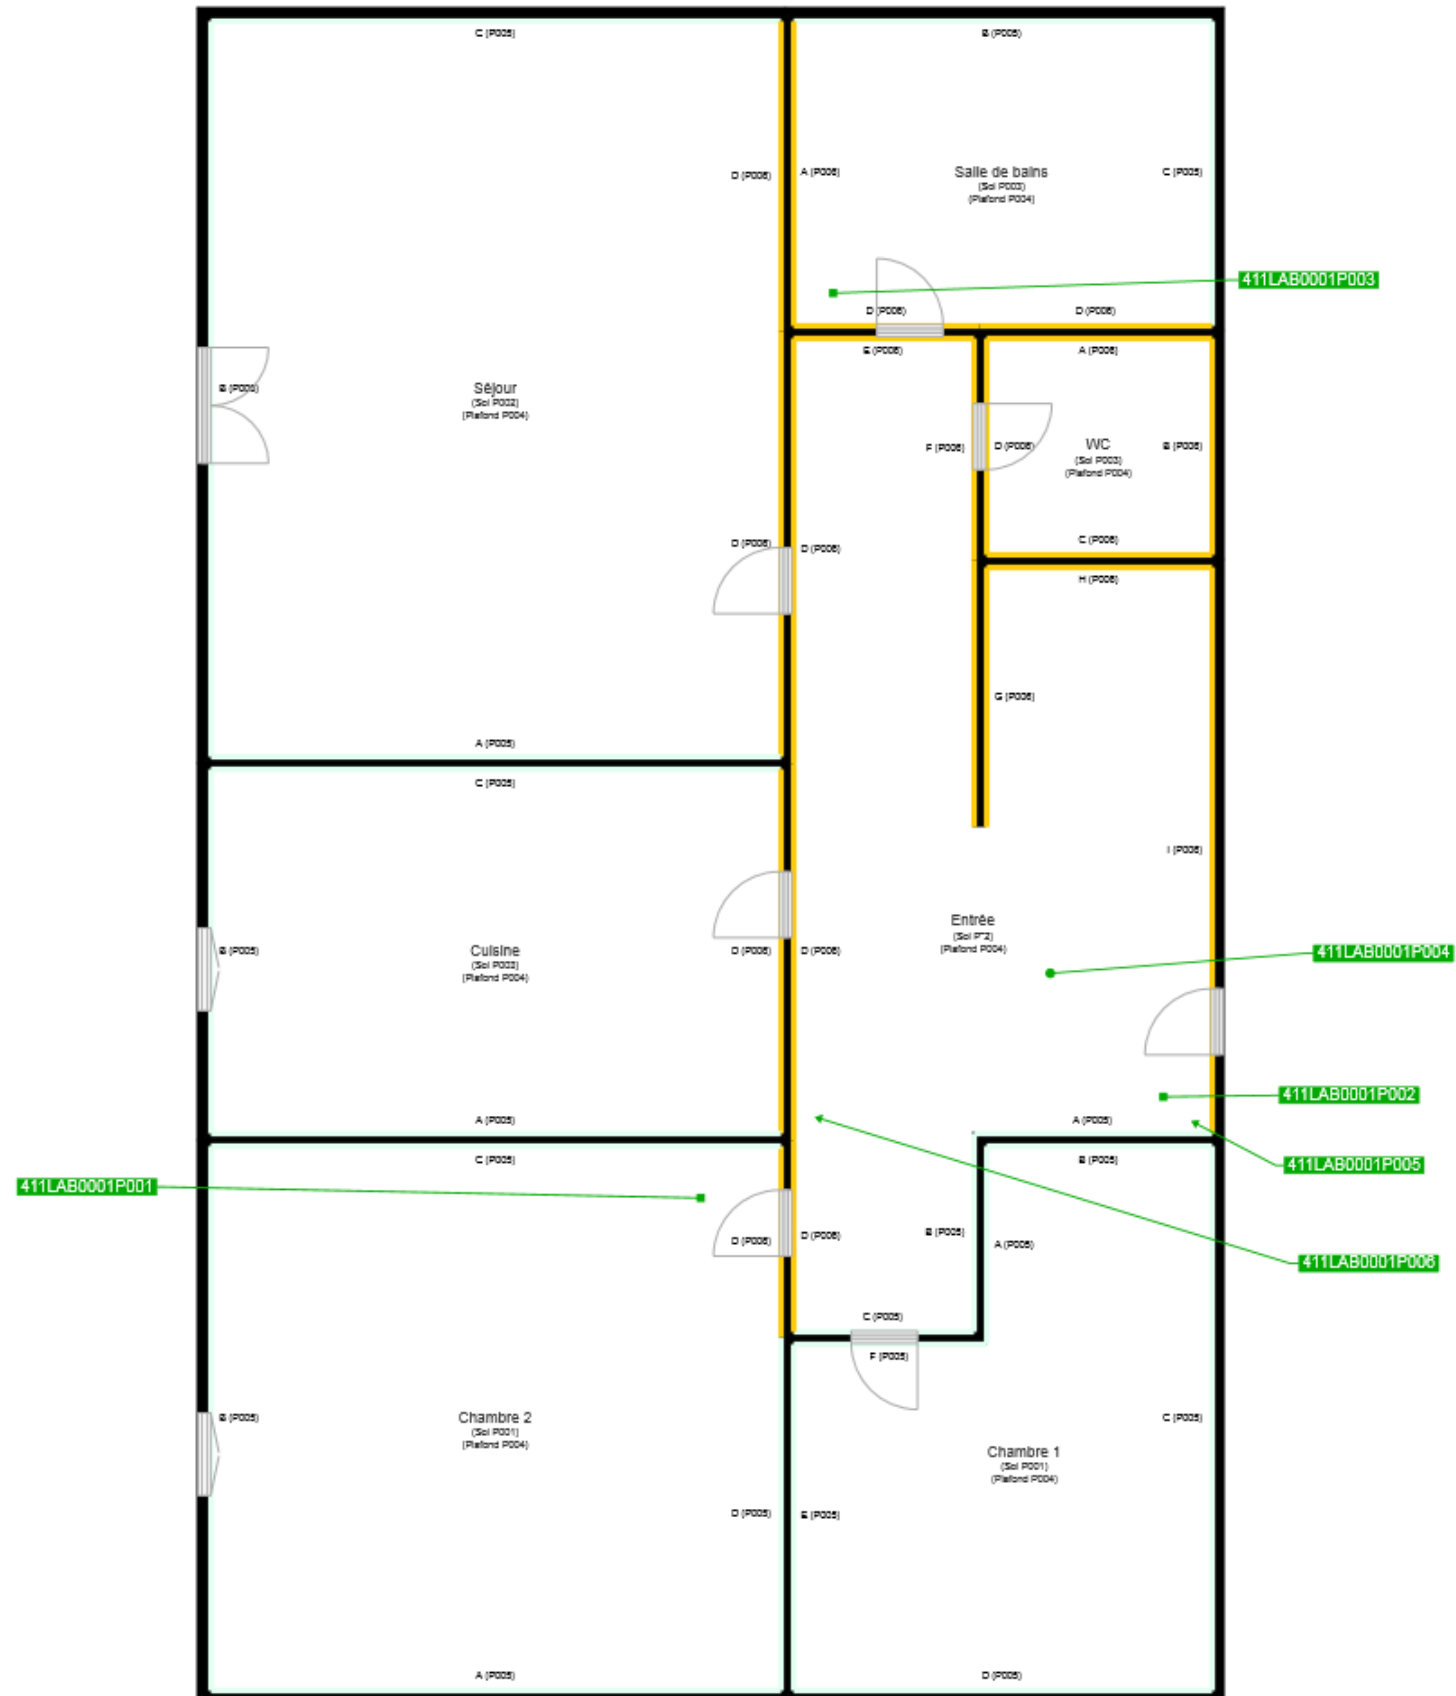 C (P005)
B (P005)
D (P006)
A (P006)
Salle de bains
(Sol P003)
(Plafond P004)
C (P005)
411LAB0001P003
D (P006)
D (P006)
E (P006)
A (P006)
B (P005)
Séjour
(Sol P002)
(Plafond P004)
F (P006)
D (P006)
WC
(Sol P003)
(Plafond P004)
B (P006)
D (P006)
D (P006)
C (P006)
H (P006)
G (P006)
A (P005)
C (P005)
I (P006)
Entrée
(Plafond P004)
B (P005)
Cuisine
(Sol P003)
(Plafond P004)
D (P006)
D (P006)
411LAB0001P004
411LAB0001P002
A (P005)
A (P005)
411LAB0001P005
C (P005)
B (P005)
411LAB0001P001
D (P006)
D (P006)
B (P005)
A (P005)
411LAB0001P006
C (P005)
F (P005)
B (P005)
Chambre 2
(Sol P001)
(Plafond P004)
C (P005)
Chambre 1
(Sol P001)
(Plafond P004)
D (P005)
E (P005)
A (P005)
D (P005)